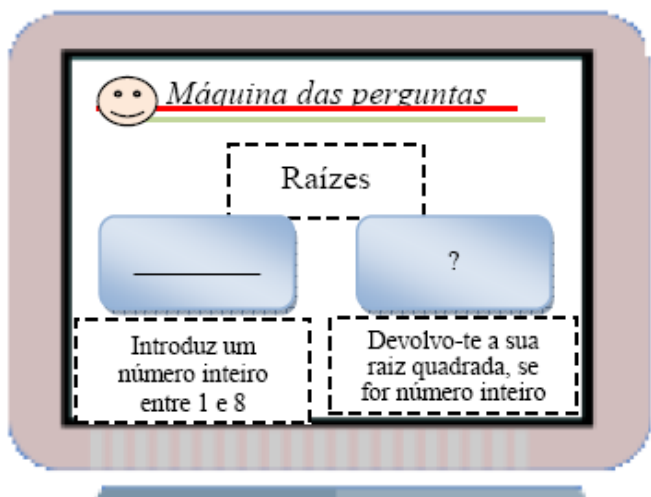 Máquina das perguntas
Raízes
?
Introduz um
número inteiro
entre 1 e 8
Devolvo-te a sua
raiz quadrada, se
for número inteiro